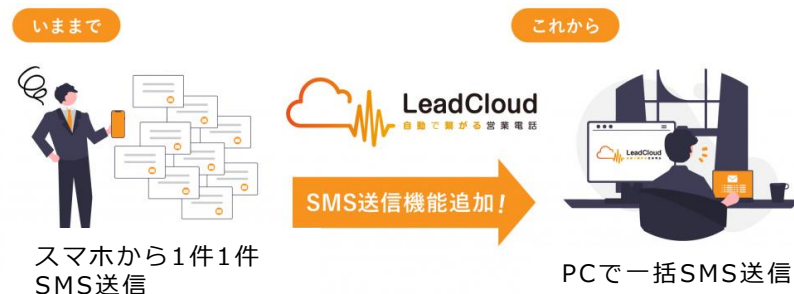 いままで
これから
LeadCloud
自動で繋がる営業電話
LeadCloud
SMS送信機能追加!
スマホから1件1件
SMS送信
PCで一括SMS送信